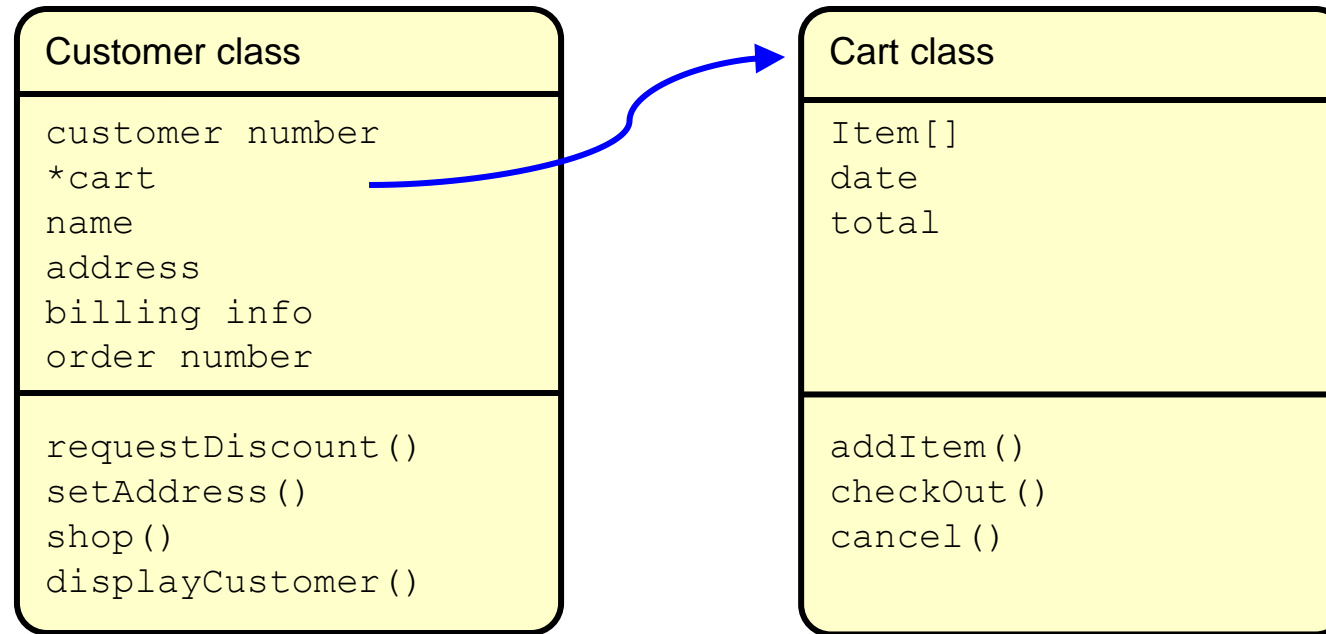 Customer class
customer number
*cart
name
address
billing info
order number
requestDiscount()
setAddress()
shop()
displayCustomer()
Cart class
Item[]
date
total
addItem()
checkOut()
cancel()